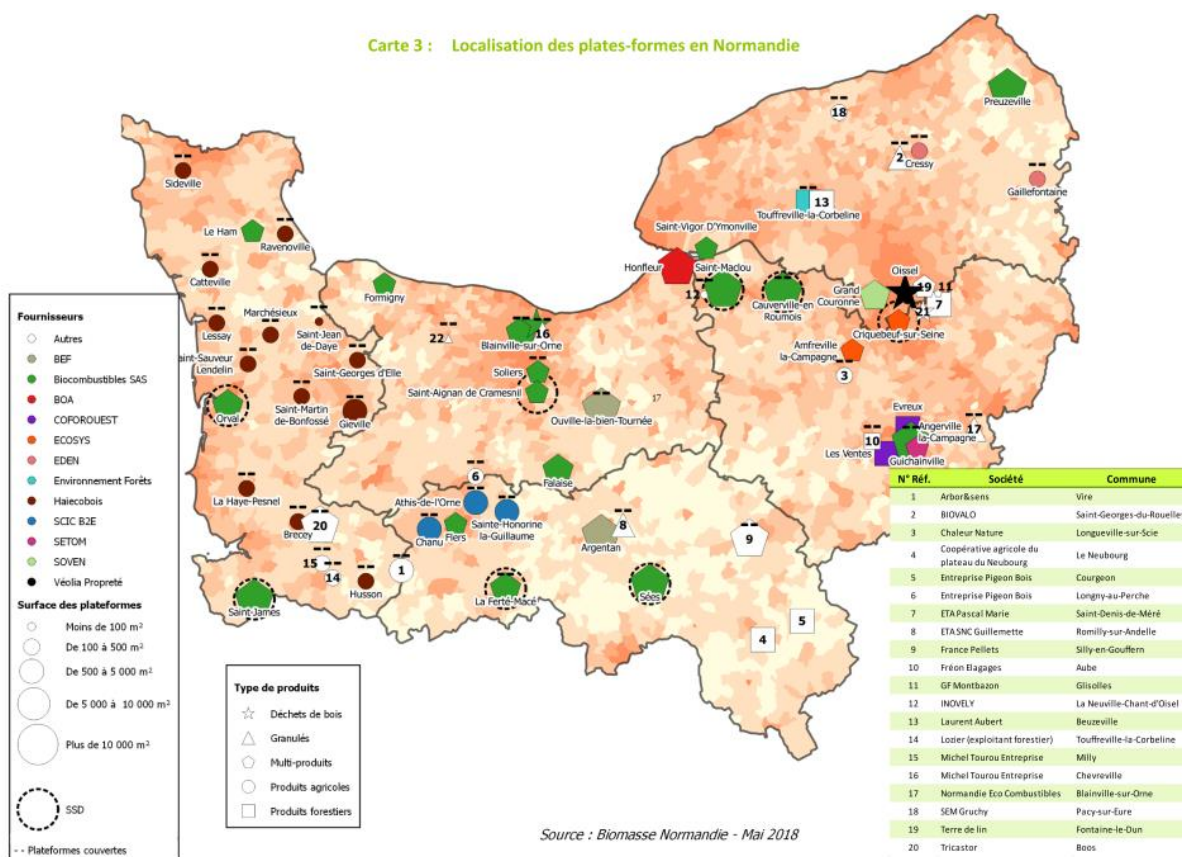 Carte 3 : Localisation des plates-formes en Normandie
18
Preuzeville
2
Cressy
Gaillefontaine
Sideville
13
Touffreville-la-Corbeline
Le Ham
Ravenoville
Saint-Vigor D'Ymonville
Catteville
Honfleur
Saint-Maclou
12
Formigny
Cauverville-en
Roumois
Grand
Couronne
Oissel
19
11
7
21
Criquebeuf-sur-Seine
Marchésieux
Lessay
Saint-Jean
de-Daye
22
16
Blainville-sur-Orne
Amfreville
la-Campagne
3
Saint-Sauveur
Lendelin
Saint-Georges d'Elle
Soliers
Saint-Aignan de Cramesnil
Orval
Saint-Martin
de-Bonfossé
Gieville
Ouville-la-bien-Tournée
17
Evreux
Angerville
la-Campagne
17
10
Les Ventes
Guichainville
La Haye-Pesnel
6
Athis-de-l'Orne
Falaise
Brecey
20
Chanu
Flers
Sainte-Honorine
la-Guillaume
8
Argentan
9
15
14
Husson
1
Saint-James
La Ferté-Macé
Sées
5
4
Fournisseurs
Autres
BEF
Biocombustibles SAS
BOA
COFOROUEST
ECOSYS
EDEN
Environnement Forêts
Haiecobois
SCIC B2E
SETOM
SOVEN
Véolia Propreté
Surface des plateformes
Moins de 100 m²
De 100 à 500 m²
De 500 à 5 000 m²
De 5 000 à 10 000 m²
Plus de 10 000 m²
SSD
-- Plateformes couvertes
Type de produits
Déchets de bois
Granulés
Multi-produits
Produits agricoles
Produits forestiers
Source : Biomasse Normandie - Mai 2018
N° Réf. Société Commune
1 Arbor&sens Vire
2 BIOVALO Saint-Georges-du-Rouelley
3 Chaleur Nature Longueville-sur-Scie
4 Coopérative agricole du plateau du Neubourg Le Neubourg
5 Entreprise Pigeon Bois Courgeon
6 Entreprise Pigeon Bois Longny-au-Perche
7 ETA Pascal Marie Saint-Denis-de-Méré
8 ETA SNC Guillemette Romilly-sur-Andelle
9 France Pellets Silly-en-Gouffern
10 Fréon Elagages Aube
11 GF Montbazon Glisolles
12 INOVELY La Neuville-Chant-d'Oisel
13 Laurent Aubert Beuzeville
14 Lozier (exploitant forestier) Touffreville-la-Corbeline
15 Michel Tourou Entreprise Milly
16 Michel Tourou Entreprise Chevreville
17 Normandie Eco Combustibles Blainville-sur-Orne
18 SEM Gruchy Pacy-sur-Eure
19 Terre de lin Fontaine-le-Dun
20 Tricastor Boos